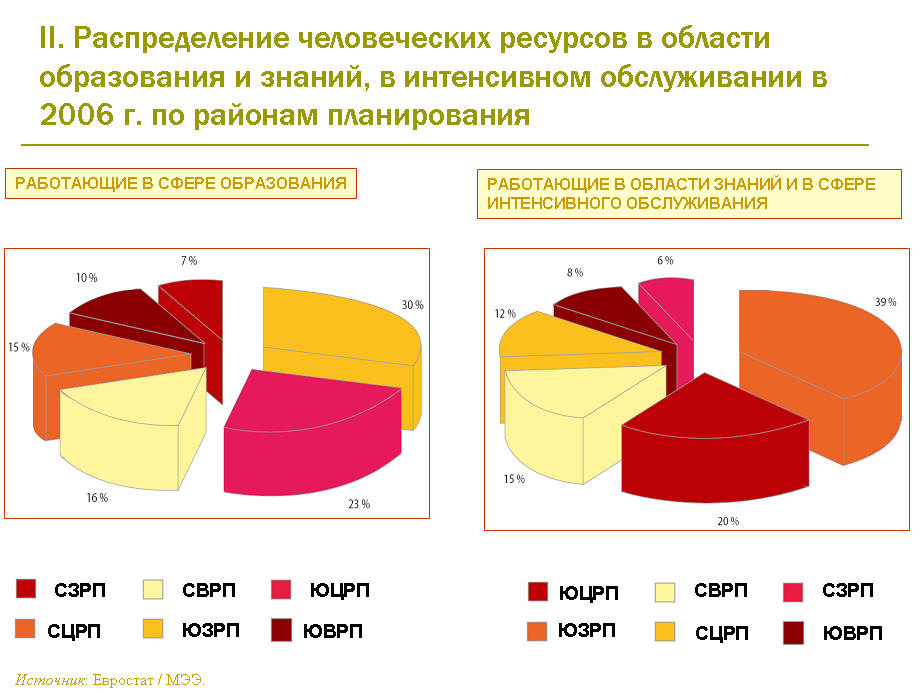 II. Распределение человеческих ресурсов в области
образования и знаний, в интенсивном обслуживании в
2006 г. по районам планирования
РАБОТАЮЩИЕ В СФЕРЕ ОБРАЗОВАНИЯ
РАБОТАЮЩИЕ В ОБЛАСТИ ЗНАНИЙ И В СФЕРЕ
ИНТЕНСИВНОГО ОБСЛУЖИВАНИЯ
7 %
10 %
30 %
15 %
16 %
23 %
6 %
8 %
39 %
12 %
15 %
20 %
СЗРП СВРП ЮЦРП
СЦРП ЮЗРП ЮВРП
ЮЦРП СВРП СЗРП
ЮЗРП СЦРП ЮВРП
Источник: Евростат / МЭЭ.